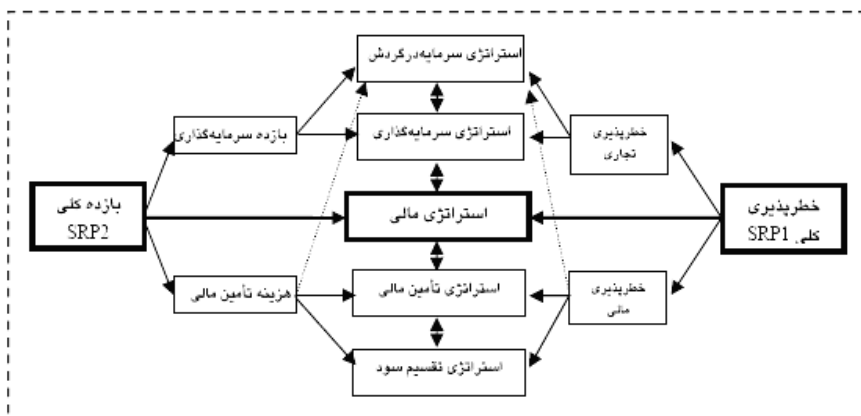 استراتژی سرمایه‌درگردش
استراتژی سرمایه‌گذاری
خطرپذیری
تجاری
بازده سرمایه‌گذاری
خطرپذیری
کلی SRP1
استراتژی مالی
بازده کلی
SRP2
خطرپذیری
مالی
استراتژی تأمین مالی
هزینه تأمین مالی
استراتژی تقسیم سود